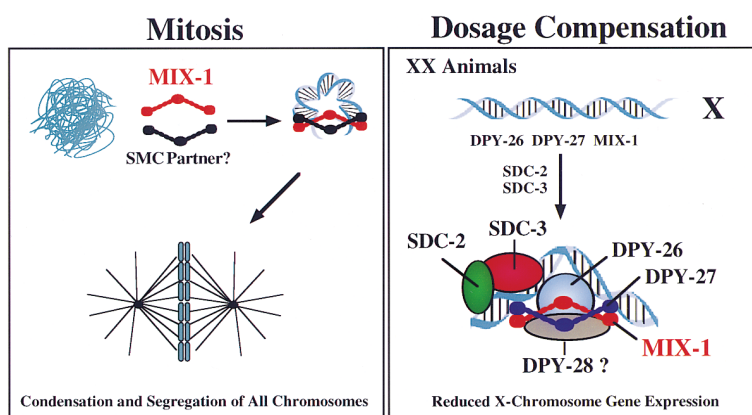 Mitosis
MIX-1
SMC Partner?
Condensation and Segregation of All Chromosomes
Dosage Compensation
XX Animals
X
DPY-26 DPY-27 MIX-1
SDC-2
SDC-3
SDC-3
SDC-2
DPY-26
DPY-27
MIX-1
DPY-28 ?
Reduced X-Chromosome Gene Expression